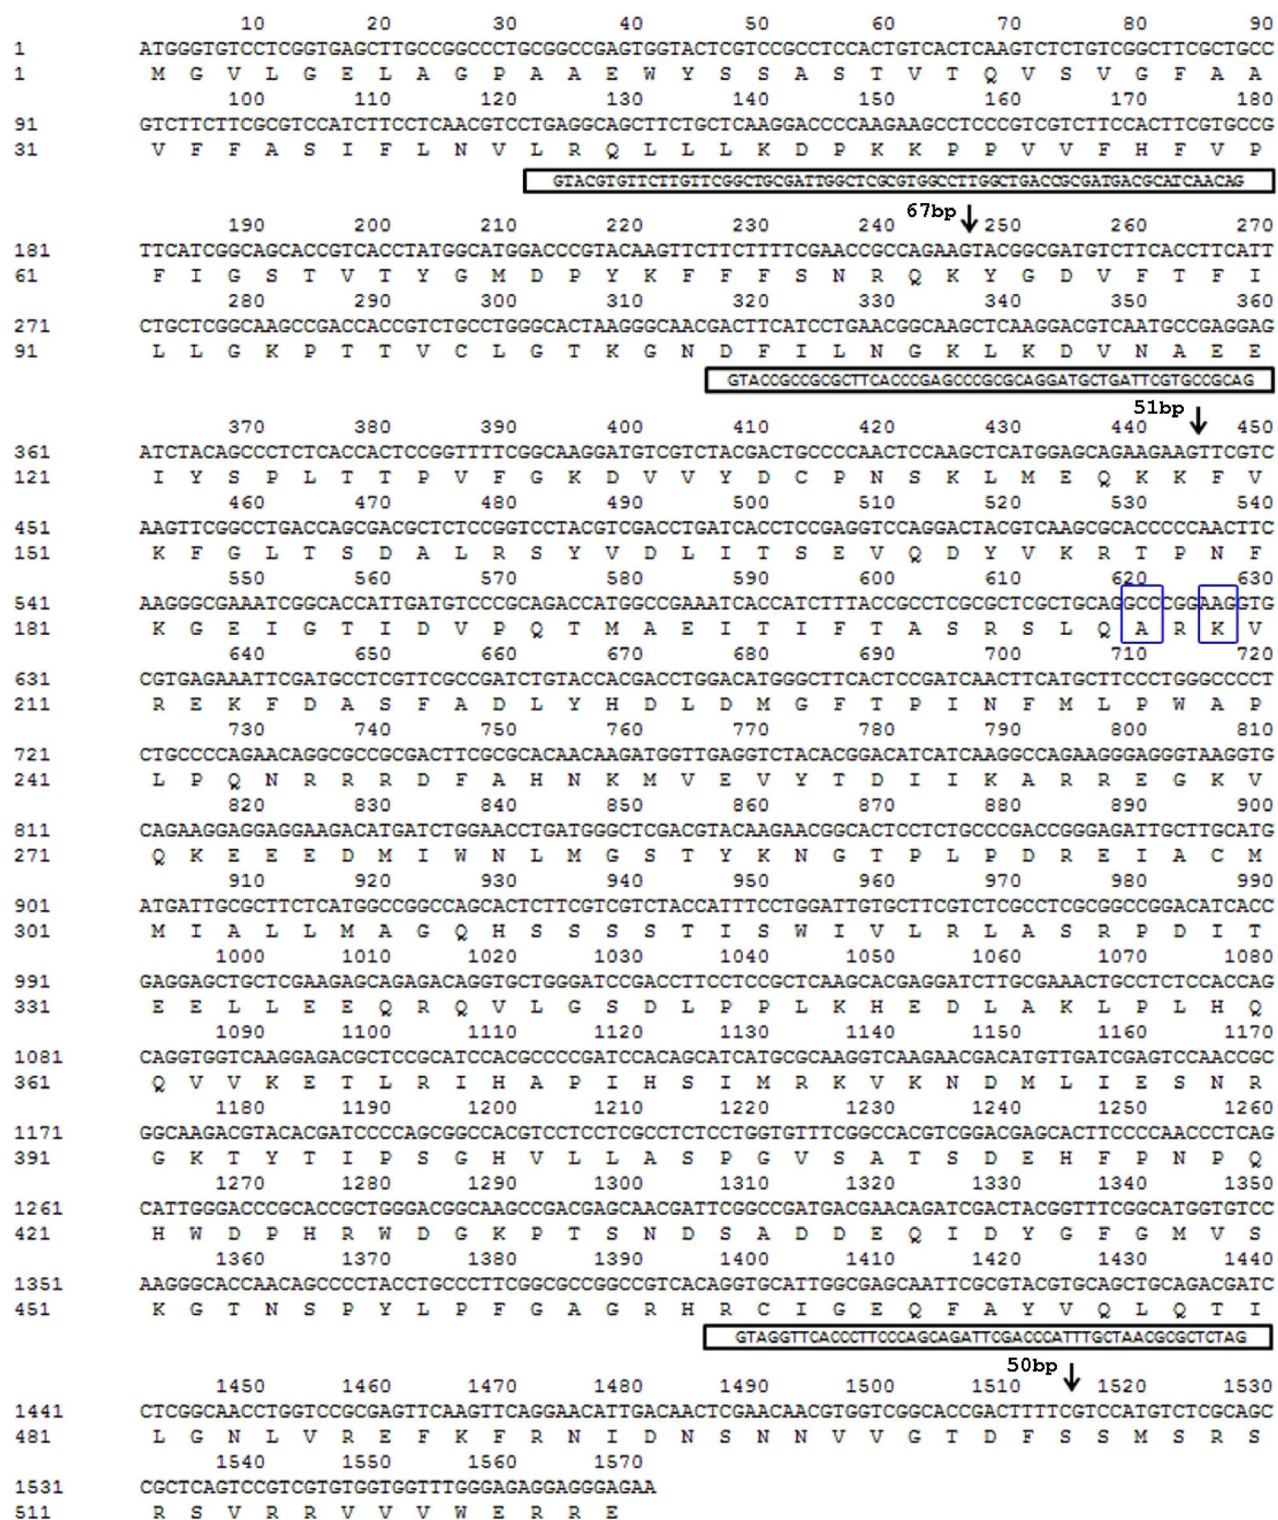 10 20 30 40 50 60 70 80 90
1 ATGGGTGTCCTCGGTGAGCTTGCCGGCCCTGCGGCCGAGTGGTACTCGTCCGCCTCCACTGTCACTCAAGTCTCTGTCGGCTTCGCTGCC
1 M G V L G E L A G P A A E W Y S S A S T V T Q V S V G F A A
100 110 120 130 140 150 160 170 180
91 GTCTTCTTCGCGTCCATCTTCCTCAACGTCCTGAGGCAGCTTCTGCTCAAGGACCCCAAGAAGCCTCCCGTCGTCTTCCACTTCGTGCCG
31 V F F A S I F L N V L R Q L L L K D P K K P P V V F H F V P
GTACGTGTTCTTGTTCGGCTGCGATTGGCTCGCGTGGCCTTGGCTGACCGCGATGACGCATCAACAG
67bp
190 200 210 220 230 240 250 260 270
181 TTCATCGGCAGCACCGTCACCTATGGCATGGACCCGTACAAGTTCTTCTTTTCGAACCGCCAGAAGTACGGCGATGTCTTCACCTTCATT
61 F I G S T V T Y G M D P Y K F F F S N R Q K Y G D V F T F I
280 290 300 310 320 330 340 350 360
271 CTGCTCGGCAAGCCGACCACCGTCTGCCTGGGCACTAAGGGCAACGACTTCATCCTGAACGGCAAGCTCAAGGACGTCAATGCCGAGGAG
91 L L G K P T T V C L G T K G N D F I L N G K L K D V N A E E
GTACCGCCGCGCTTCACCCGAGCCCGCGCAGGATGCTGATTCGTGCCGCAG
51bp
370 380 390 400 410 420 430 440 450
361 ATCTACAGCCCTCTCACCACTCCGGTTTTCGGCAAGGATGTCGTCTACGACTGCCCCAACTCCAAGCTCATGGAGCAGAAGAAGTTCGTC
121 I Y S P L T T P V F G K D V V Y D C P N S K L M E Q K K F V
460 470 480 490 500 510 520 530 540
451 AAGTTCGGCCTGACCAGCGACGCTCTCCGGTCCTACGTCGACCTGATCACCTCCGAGGTCCAGGACTACGTCAAGCGCACCCCCAACTTC
151 K F G L T S D A L R S Y V D L I T S E V Q D Y V K R T P N F
550 560 570 580 590 600 610 620 630
541 AAGGGCGAAATCGGCACCATTGATGTCCCGCAGACCATGGCCGAAATCACCATCTTTACCGCCTCGCGCTCGCTGCAGGCCCGGAAGGTG
181 K G E I G T I D V P Q T M A E I T I F T A S R S L Q A R K V
640 650 660 670 680 690 700 710 720
631 CGTGAGAAATTCGATGCCTCGTTCGCCGATCTGTACCACGACCTGGACATGGGCTTCACTCCGATCAACTTCATGCTTCCCTGGGCCCCT
211 R E K F D A S F A D L Y H D L D M G F T P I N F M L P W A P
730 740 750 760 770 780 790 800 810
721 CTGCCCCAGAACAGGCGCCGCGACTTCGCGCACAACAAGATGGTTGAGGTCTACACGGACATCATCAAGGCCAGAAGGGAGGGTAAGGTG
241 L P Q N R R R D F A H N K M V E V Y T D I I K A R R E G K V
820 830 840 850 860 870 880 890 900
811 CAGAAGGAGGAGGAAGACATGATCTGGAACCTGATGGGCTCGACGTACAAGAACGGCACTCCTCTGCCCGACCGGGAGATTGCTTGCATG
271 Q K E E E D M I W N L M G S T Y K N G T P L P D R E I A C M
910 920 930 940 950 960 970 980 990
901 ATGATTGCGCTTCTCATGGCCGGCCAGCACTCTTCGTCGTCTACCATTTCCTGGATTGTGCTTCGTCTCGCCTCGCGGCCGGACATCACC
301 M I A L L M A G Q H S S S S T I S W I V L R L A S R P D I T
1000 1010 1020 1030 1040 1050 1060 1070 1080
991 GAGGAGCTGCTCGAAGAGCAGAGACAGGTGCTGGGATCCGACCTTCCTCCGCTCAAGCACGAGGATCTTGCGAAACTGCCTCTCCACCAG
331 E E L L E E Q R Q V L G S D L P P L K H E D L A K L P L H Q
1090 1100 1110 1120 1130 1140 1150 1160 1170
1081 CAGGTGGTCAAGGAGACGCTCCGCATCCACGCCCCGATCCACAGCATCATGCGCAAGGTCAAGAACGACATGTTGATCGAGTCCAACCGC
361 Q V V K E T L R I H A P I H S I M R K V K N D M L I E S N R
1180 1190 1200 1210 1220 1230 1240 1250 1260
1171 GGCAAGACGTACACGATCCCCAGCGGCCACGTCCTCCTCGCCTCTCCTGGTGTTTCGGCCACGTCGGACGAGCACTTCCCCAACCCTCAG
391 G K T Y T I P S G H V L L A S P G V S A T S D E H F P N P Q
1270 1280 1290 1300 1310 1320 1330 1340 1350
1261 CATTGGGACCCGCACCGCTGGGACGGCAAGCCGACGAGCAACGATTCGGCCGATGACGAACAGATCGACTACGGTTTCGGCATGGTGTCC
421 H W D P H R W D G K P T S N D S A D D E Q I D Y G F G M V S
1360 1370 1380 1390 1400 1410 1420 1430 1440
1351 AAGGGCACCAACAGCCCCTACCTGCCCTTCGGCGCCGGCCGTCACAGGTGCATTGGCGAGCAATTCGCGTACGTGCAGCTGCAGACGATC
451 K G T N S P Y L P F G A G R H R C I G E Q F A Y V Q L Q T I
GTAGGTTCACCCTTCCCAGCAGATTCGACCCATTTGCTAACGCGCTCTAG
50bp
1450 1460 1470 1480 1490 1500 1510 1520 1530
1441 CTCGGCAACCTGGTCCGCGAGTTCAAGTTCAGGAACATTGACAACTCGAACAACGTGGTCGGCACCGACTTTTCGTCCATGTCTCGCAGC
481 L G N L V R E F K F R N I D N S N N V V G T D F S S M S R S
1540 1550 1560 1570
1531 CGCTCAGTCCGTCGTGTGGTGGTTTGGGAGAGGAGGGAGAA
511 R S V R R V V V W E R R E